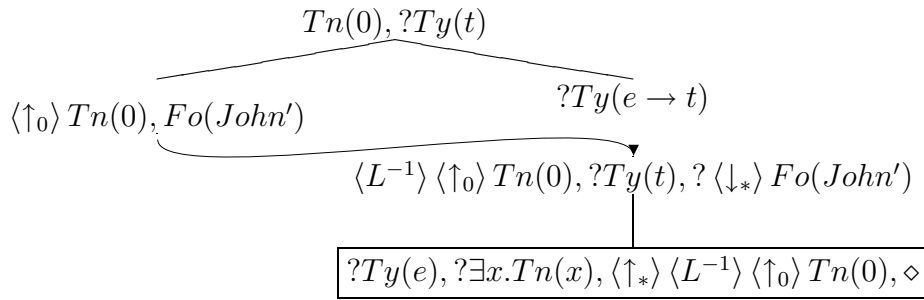 Tn(0), ?Ty(t)
⟨↑₀⟩ Tn(0), Fo(John′)
?Ty(e → t)
⟨L⁻¹⟩ ⟨↑₀⟩ Tn(0), ?Ty(t), ? ⟨↓∗⟩ Fo(John′)
?Ty(e), ?∃x.Tn(x), ⟨↑∗⟩ ⟨L⁻¹⟩ ⟨↑₀⟩ Tn(0), ⋄